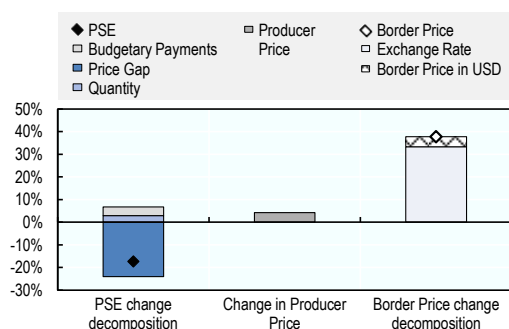 PSE
Budgetary Payments
Price Gap
Quantity
Producer
Price
Border Price
Exchange Rate
Border Price in USD
50%
40%
30%
20%
10%
0%
-10%
-20%
-30%
PSE change
decomposition
Change in Producer
Price
Border Price change
decomposition